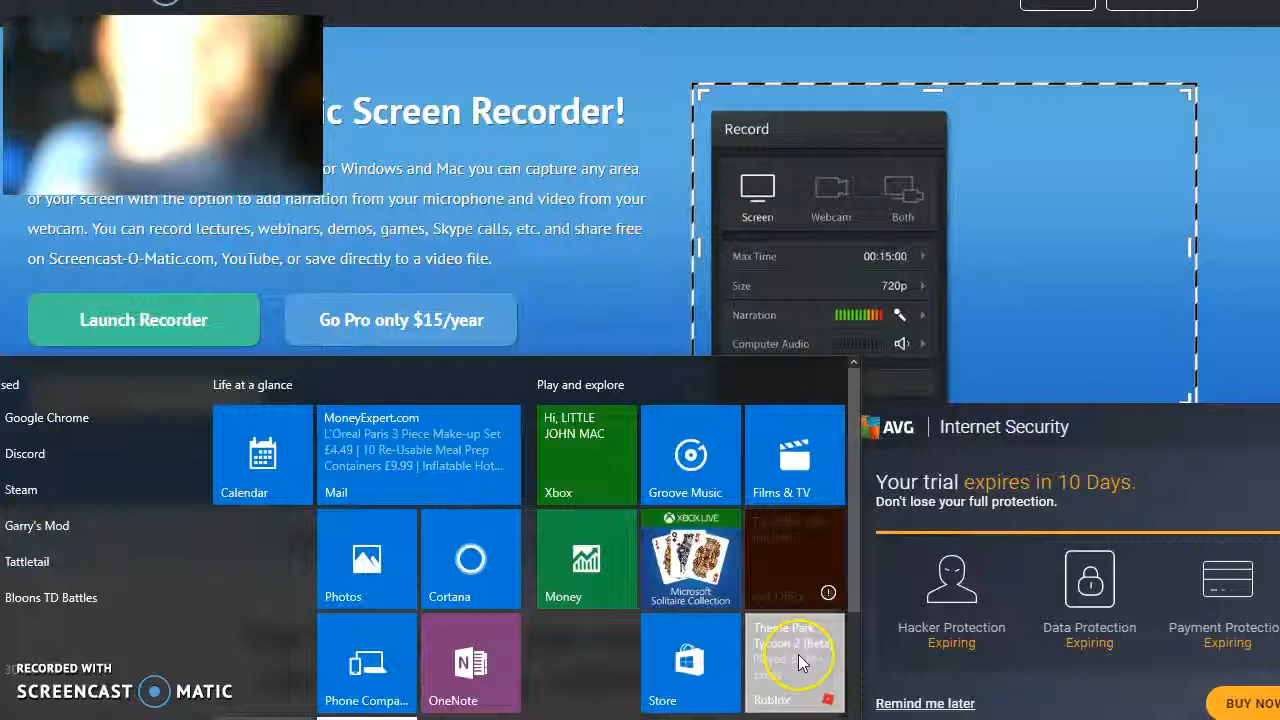 ic Screen Recorder!
or Windows and Mac you can capture any area
of your screen with the option to add narration from your microphone and video from your
webcam. You can record lectures, webinars, demos, games, Skype calls, etc. and share free
on Screencast-O-Matic.com, YouTube, or save directly to a video file.
Launch Recorder
Go Pro only $15/year
Record
Screen
Webcam
Both
Max Time 00:15:00
Size 720p
Narration
Computer Audio
sed
Google Chrome
Discord
Steam
Garry's Mod
Tattletail
Bloons TD Battles
RECORDED WITH
SCREENCAST MATIC
Life at a glance
Calendar
MoneyExpert.com
L'Oreal Paris 3 Piece Make-up Set
£4.49 | 10 Re-Usable Meal Prep
Containers £9.99 | Inflatable Hot...
Mail
Photos
Cortana
Phone Compa...
OneNote
Play and explore
Hi, LITTLE
JOHN MAC
Xbox
Groove Music
Films & TV
Money
XBOX LIVE
Microsoft
Solitaire Collection
Store
Theme Park
Tycoon 2 (Beta)
Played
Roblox
AVG Internet Security
Your trial expires in 10 Days.
Don't lose your full protection.
Hacker Protection
Expiring
Data Protection
Expiring
Payment Protectio
Expiring
Remind me later
BUY NOW